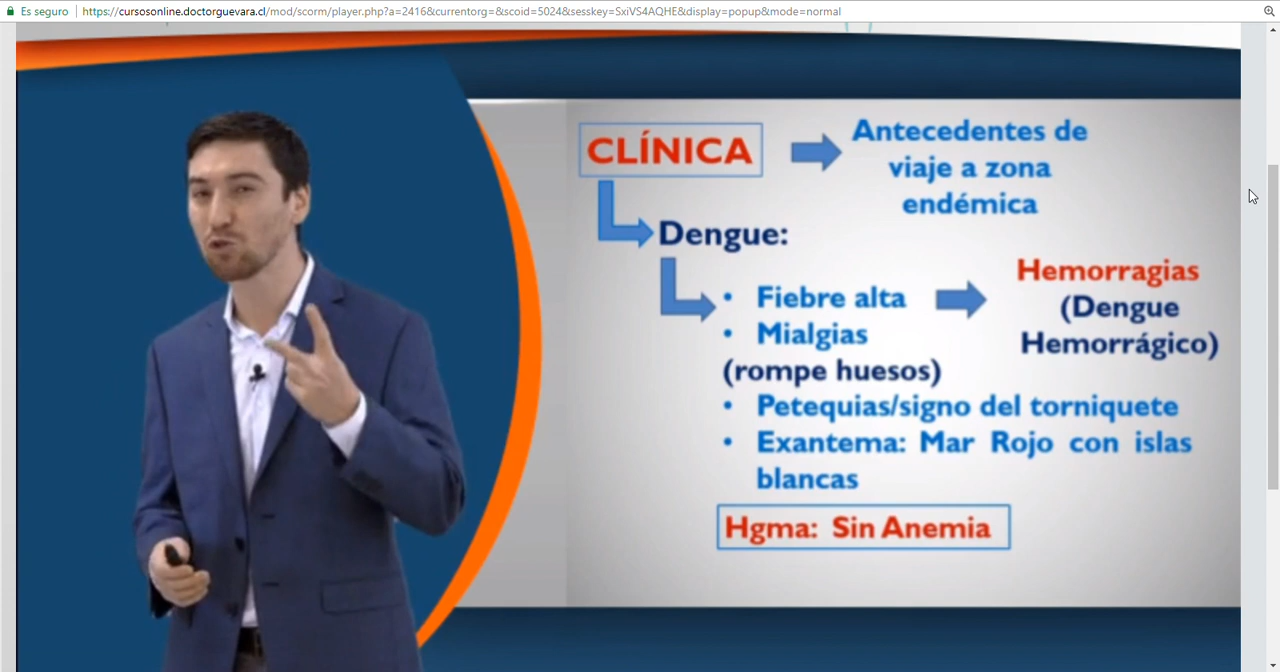 Es seguro
https://cursosonline.doctorguevara.cl/mod/scorm/player.php?a=2416&currentorg=&scoid=5024&sesskey=SxiVS4AQHE&display=popup&mode=normal
CLÍNICA
Antecedentes de
viaje a zona
endémica
Dengue:
• Fiebre alta
• Mialgias
(rompe huesos)
Hemorragias
(Dengue
Hemorrágico)
• Petequias/signo del torniquete
• Exantema: Mar Rojo con islas
blancas
Hgma: Sin Anemia